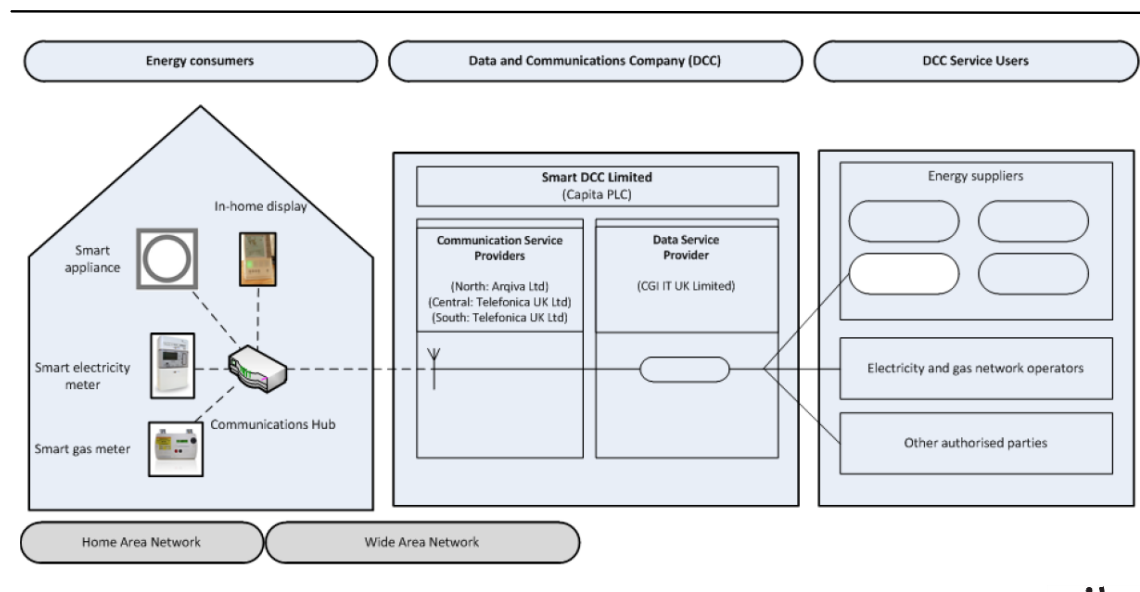 Energy consumers
Data and Communications Company (DCC)
DCC Service Users
In-home display
Smart
appliance
Smart electricity
meter
Communications Hub
Smart gas meter
Smart DCC Limited
(Capita PLC)
Communication Service
Providers
(North: Arqiva Ltd)
(Central: Telefonica UK Ltd)
(South: Telefonica UK Ltd)
Data Service
Provider
(CGI IT UK Limited)
Energy suppliers
Electricity and gas network operators
Other authorised parties
Home Area Network
Wide Area Network